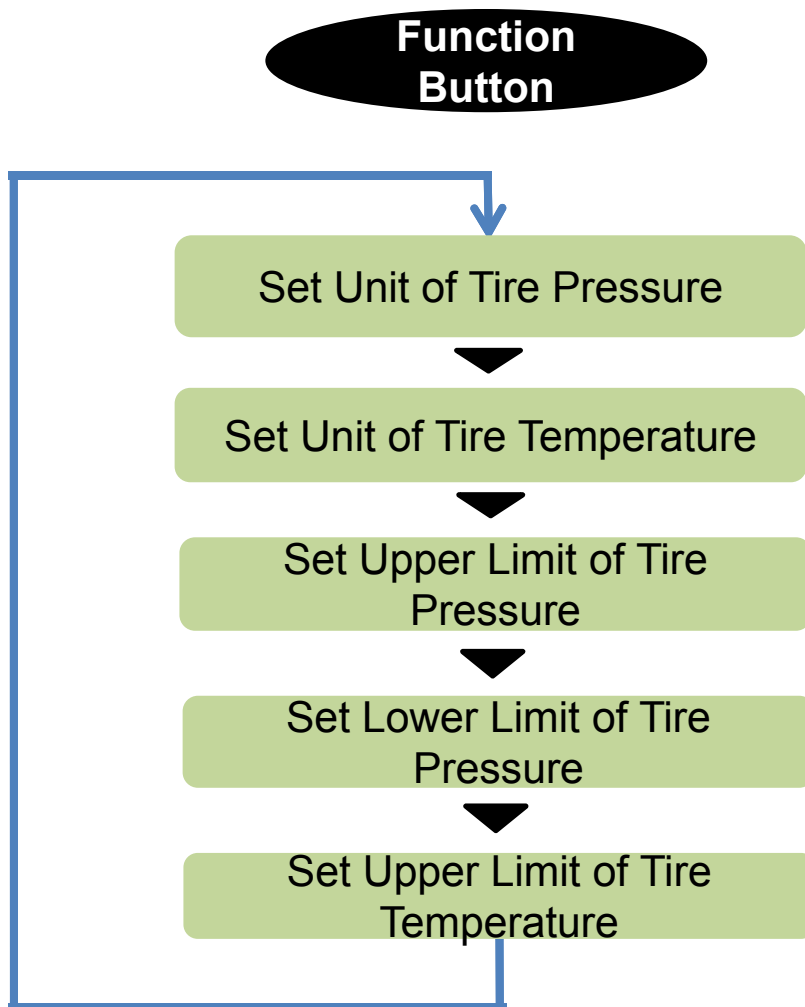 Function
Button
Set Unit of Tire Pressure
Set Unit of Tire Temperature
Set Upper Limit of Tire
Pressure
Set Lower Limit of Tire
Pressure
Set Upper Limit of Tire
Temperature